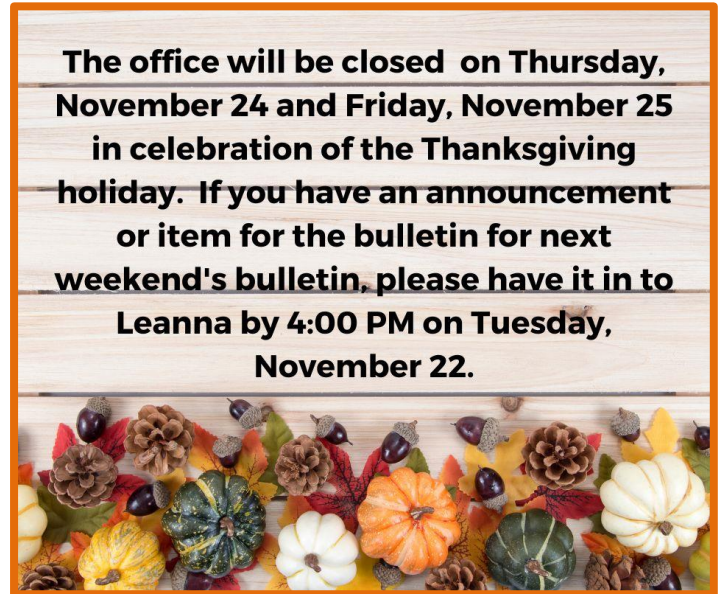 The office will be closed  on Thursday,
November 24 and Friday, November 25
in celebration of the Thanksgiving
holiday.  If you have an announcement
or item for the bulletin for next
weekend's bulletin, please have it in to
Leanna by 4:00 PM on Tuesday,
November 22.